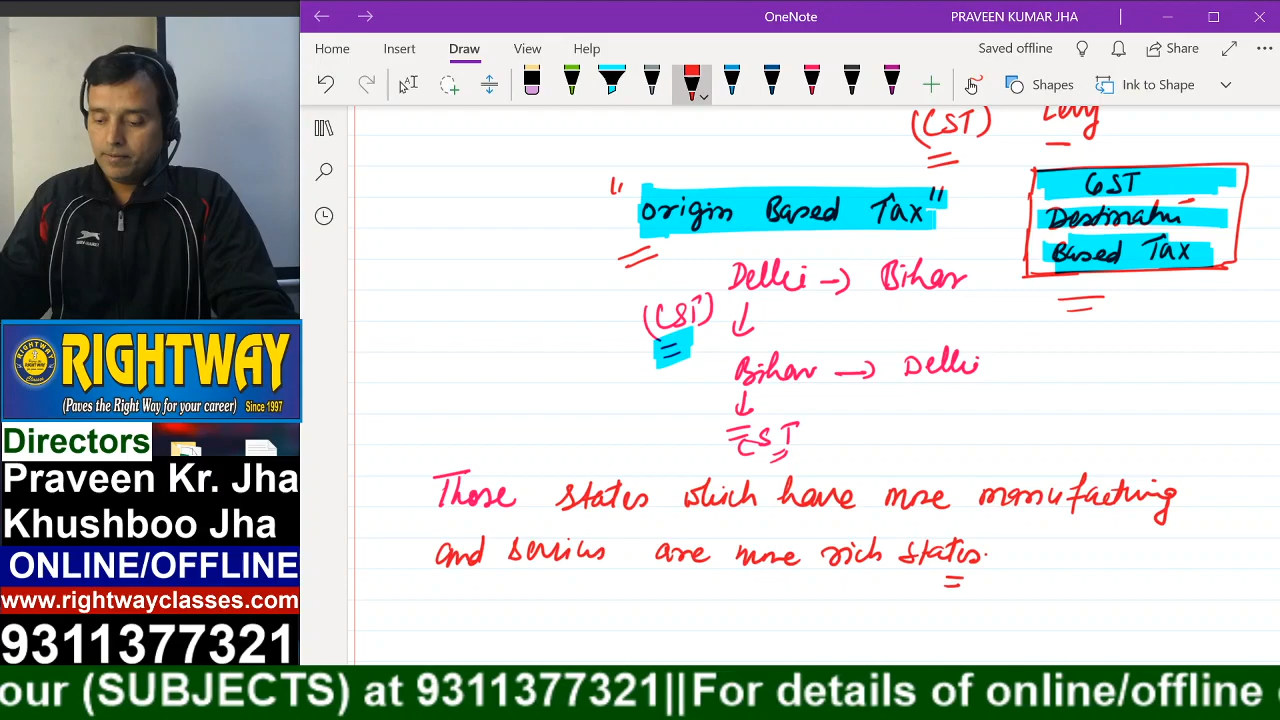 OneNote
PRAVEEN KUMAR JHA
Home Insert Draw View Help
Saved offline
Share
Shapes
Ink to Shape
(CST) Levy
"Origin Based Tax"
GST
Destination
Based Tax
Delhi → Bihar
(CST)
↓
Bihar → Delhi
↓
CST
Those states which have more manufacturing
and services are more rich states.
RIGHTWAY
(Paves the Right Way for your career) Since 1997
Directors
Praveen Kr. Jha
Khushboo Jha
ONLINE/OFFLINE
www.rightwayclasses.com
9311377321
our (SUBJECTS) at 9311377321||For details of online/offline